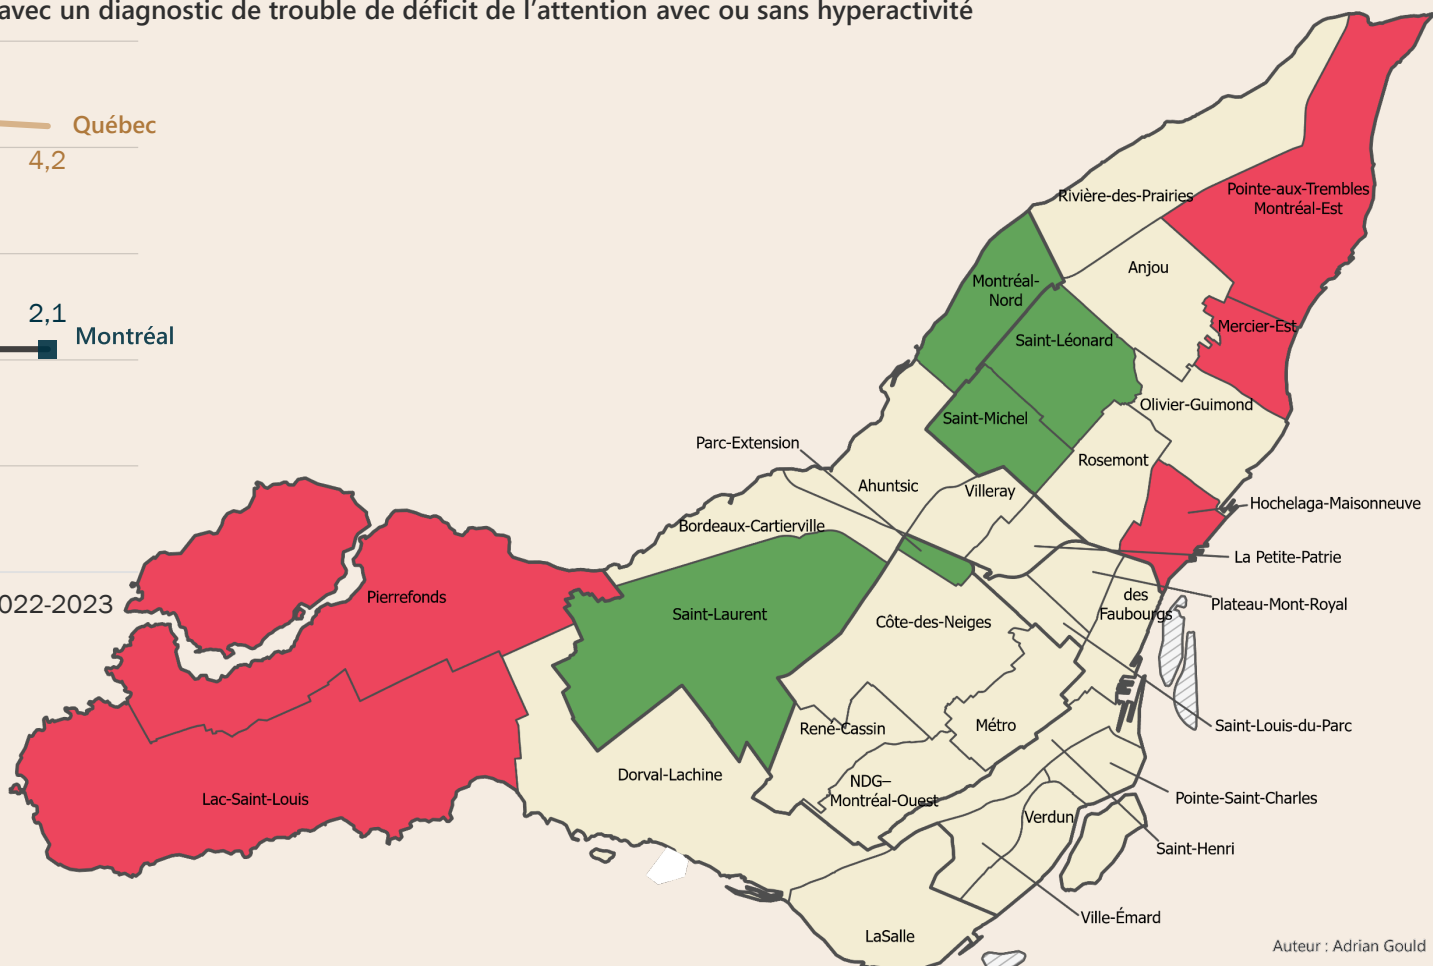 avec un diagnostic de trouble de déficit de l'attention avec ou sans hyperactivité
Québec
4,2
2,1
Montréal
022-2023
Rivière-des-Prairies
Pointe-aux-Trembles
Montréal-Est
Anjou
Montréal-
Nord
Mercier-Est
Saint-Léonard
Olivier-Guimond
Saint-Michel
Parc-Extension
Rosemont
Ahuntsic
Villeray
Hochelaga-Maisonneuve
Bordeaux-Cartierville
La Petite-Patrie
Pierrefonds
des
Faubourgs
Plateau-Mont-Royal
Saint-Laurent
Côte-des-Neiges
Saint-Louis-du-Parc
René-Cassin
Métro
Dorval-Lachine
NDG–
Montréal-Ouest
Lac-Saint-Louis
Pointe-Saint-Charles
Verdun
Saint-Henri
Ville-Émard
LaSalle
Auteur : Adrian Gould